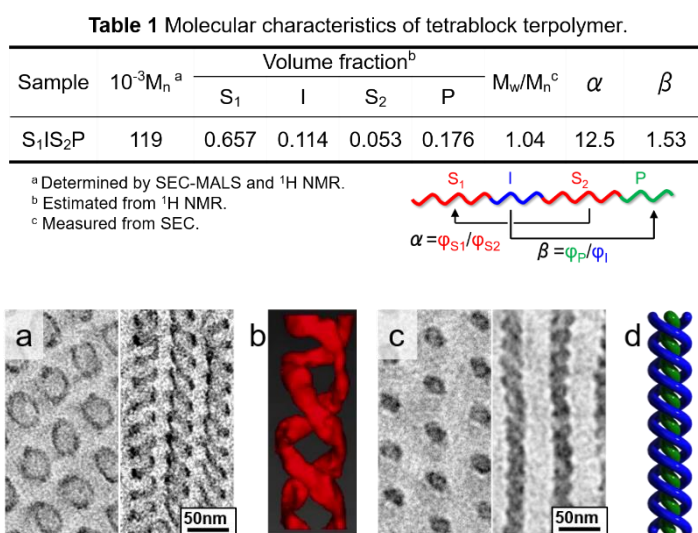 Table 1 Molecular characteristics of tetrablock terpolymer.
Sample 10⁻³Mₙ ᵃ Volume fractionᵇ Mw/Mₙᶜ α β
S₁ I S₂ P
S₁IS₂P 119 0.657 0.114 0.053 0.176 1.04 12.5 1.53
ᵃ Determined by SEC-MALS and ¹H NMR.
ᵇ Estimated from ¹H NMR.
ᶜ Measured from SEC.
S₁ I S₂ P
α =φS1/φS2 β =φP/φI
a b c d
50nm 50nm